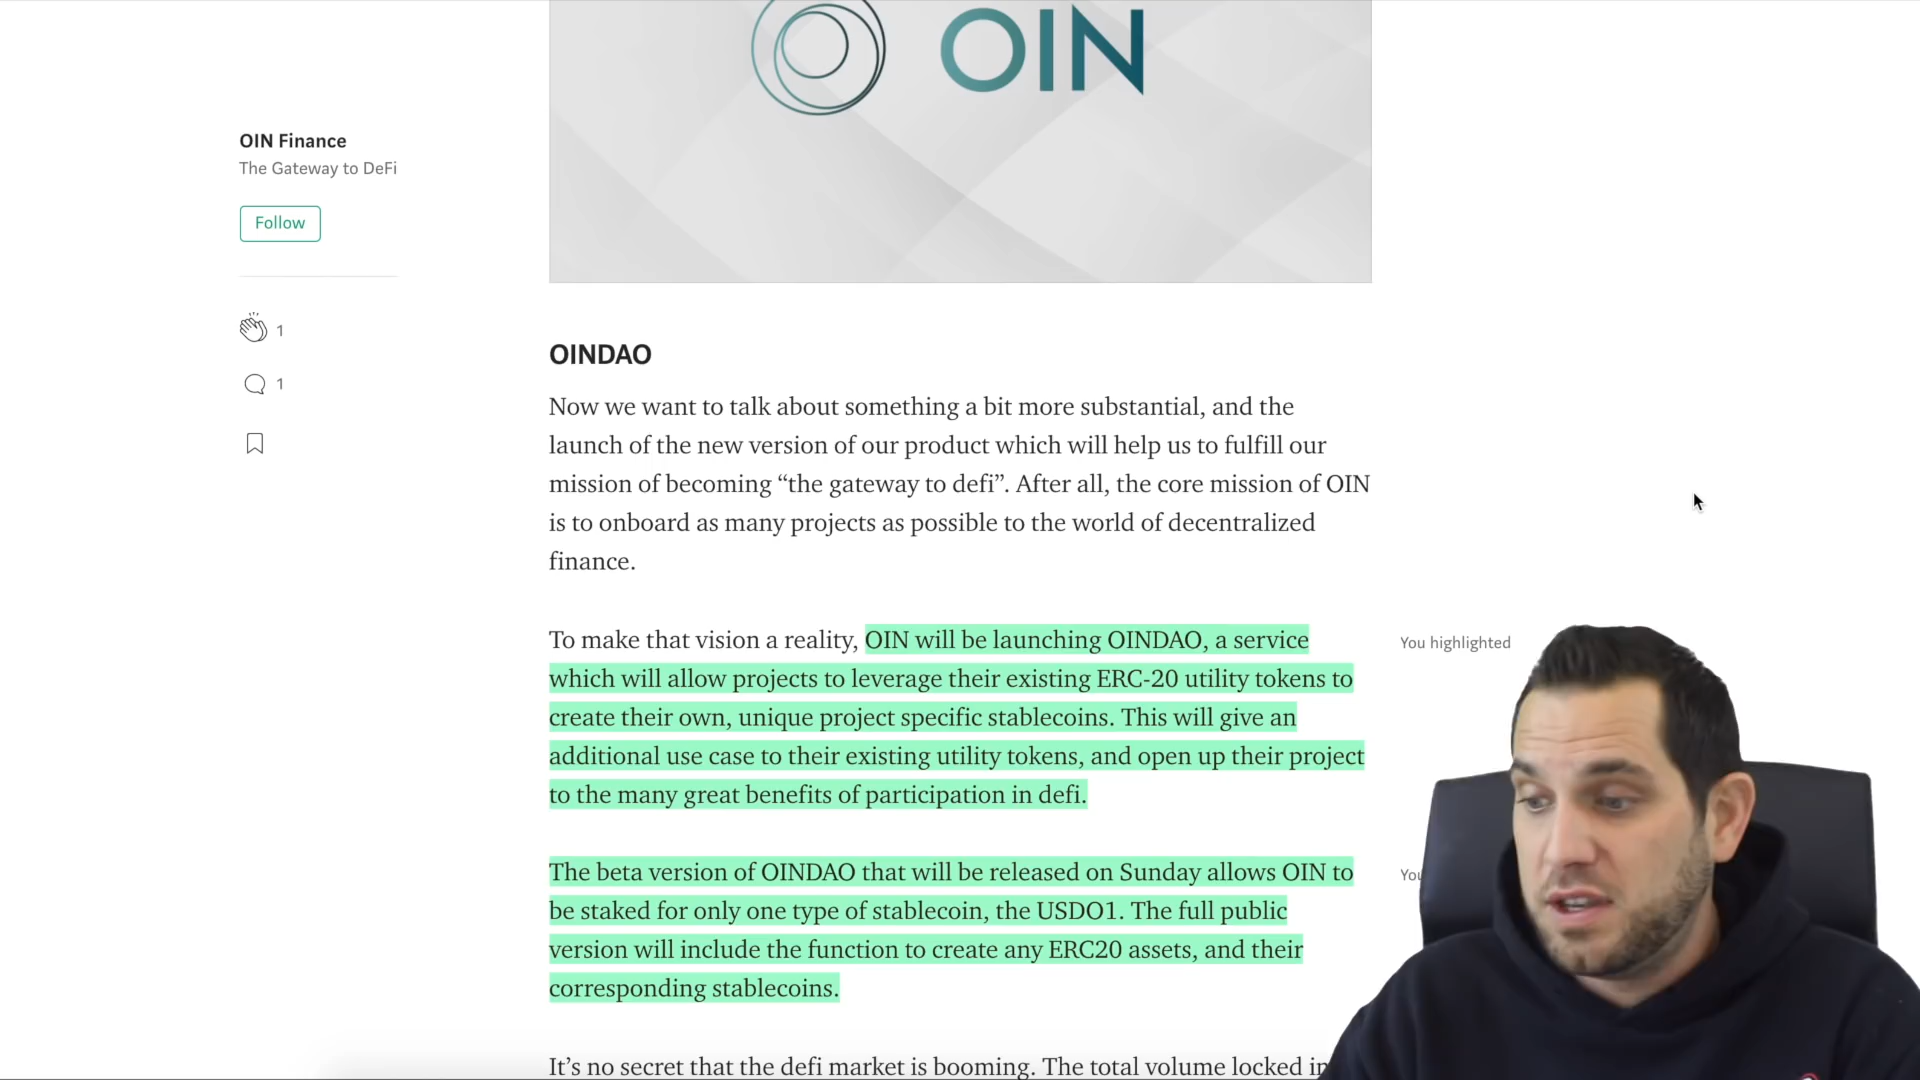 OIN
OIN Finance
The Gateway to DeFi
Follow
1
1
OINDAO
Now we want to talk about something a bit more substantial, and the
launch of the new version of our product which will help us to fulfill our
mission of becoming “the gateway to defi”. After all, the core mission of OIN
is to onboard as many projects as possible to the world of decentralized
finance.
To make that vision a reality, OIN will be launching OINDAO, a service
which will allow projects to leverage their existing ERC-20 utility tokens to
create their own, unique project specific stablecoins. This will give an
additional use case to their existing utility tokens, and open up their project
to the many great benefits of participation in defi.
You highlighted
The beta version of OINDAO that will be released on Sunday allows OIN to
be staked for only one type of stablecoin, the USDO1. The full public
version will include the function to create any ERC20 assets, and their
corresponding stablecoins.
You
It’s no secret that the defi market is booming. The total volume locked in